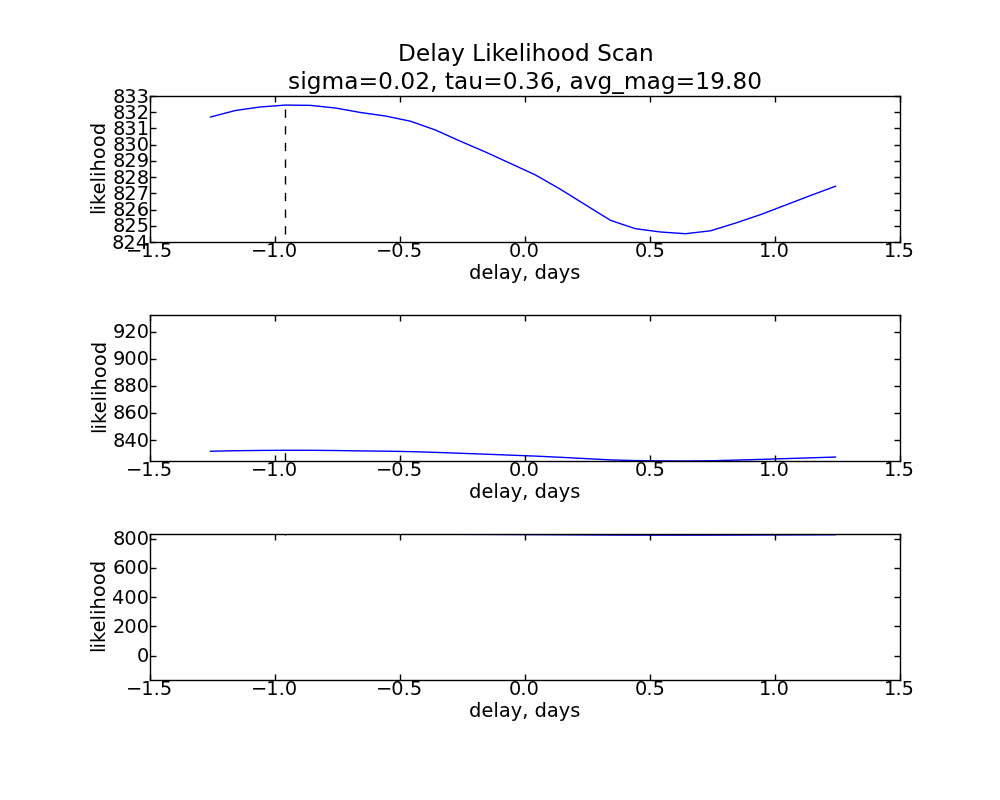 Delay Likelihood Scan
sigma=0.02, tau=0.36, avg_mag=19.80
833
832
831
830
829
828
827
826
825
824
likelihood
−1.5 −1.0 −0.5 0.0 0.5 1.0 1.5
delay, days
920
900
880
860
840
likelihood
−1.5 −1.0 −0.5 0.0 0.5 1.0 1.5
delay, days
800
600
400
200
0
likelihood
−1.5 −1.0 −0.5 0.0 0.5 1.0 1.5
delay, days